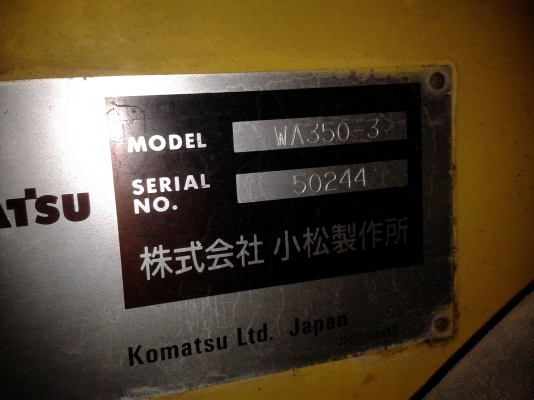 MODEL WA350-3
ATSU
SERIAL NO. 50244
株式会社 小松製作所
Komatsu Ltd. Japan